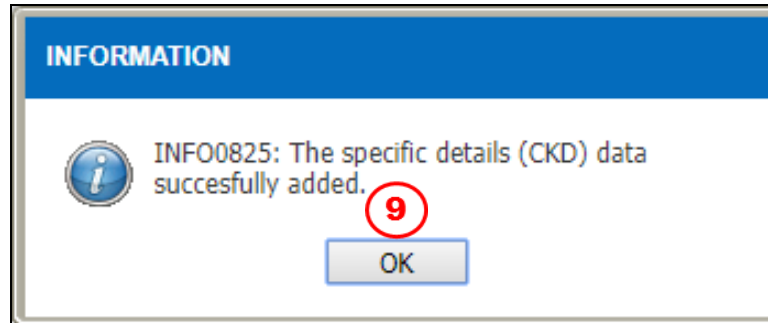 INFORMATION
INFO0825: The specific details (CKD) data
succesfully added.
9
OK